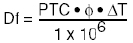 Df = PTC • ϕ • ΔT
1 x 10⁶